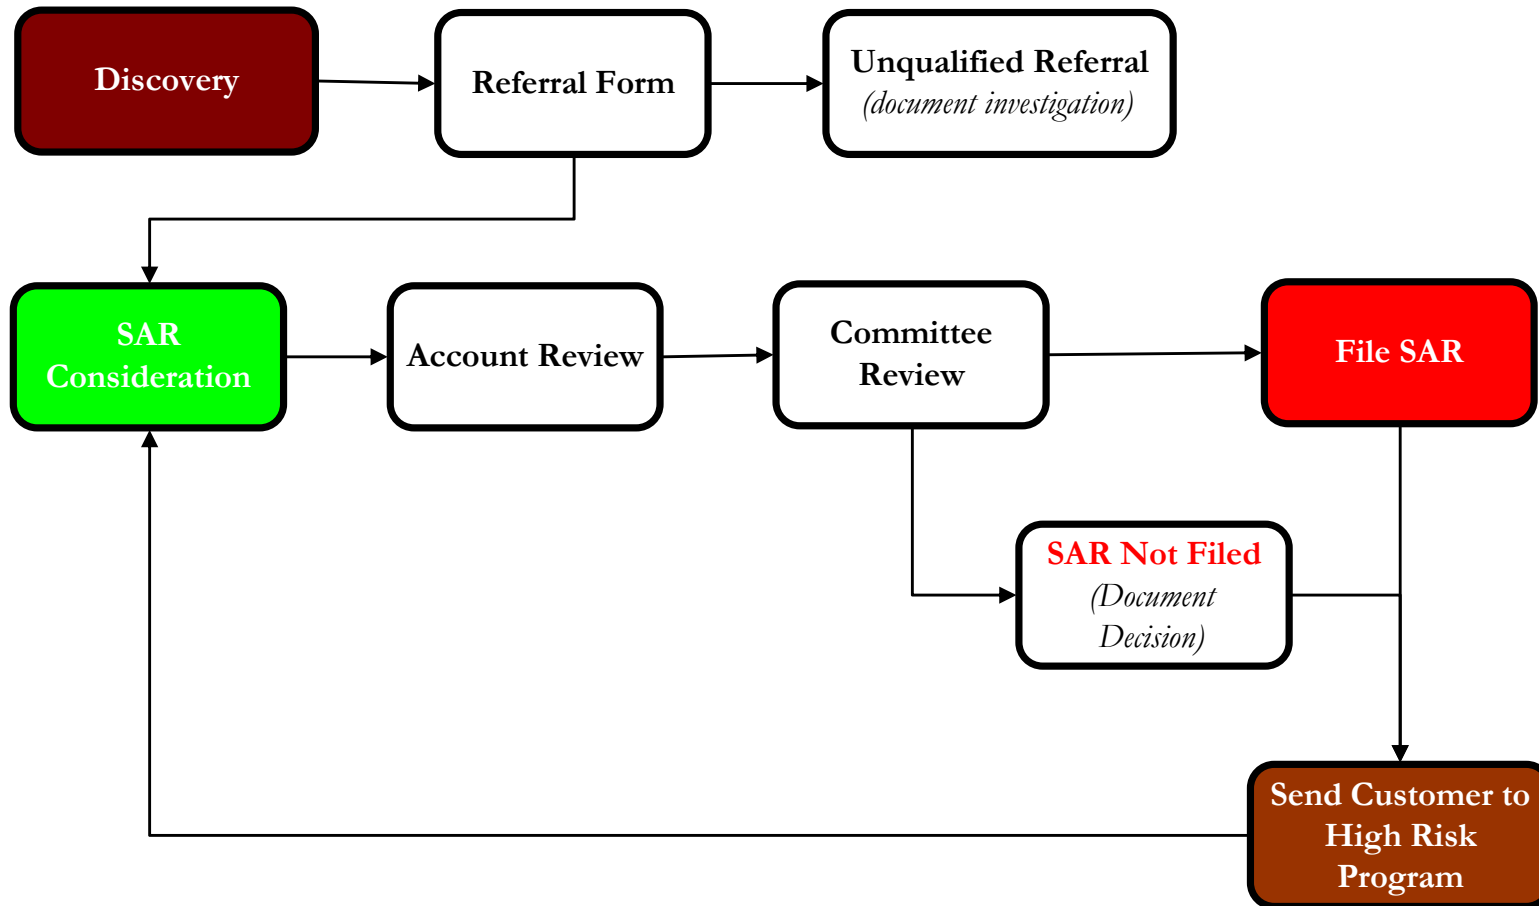 Discovery
Referral Form
Unqualified Referral
(document investigation)
SAR
Consideration
Account Review
Committee
Review
File SAR
SAR Not Filed
(Document
Decision)
Send Customer to
High Risk
Program